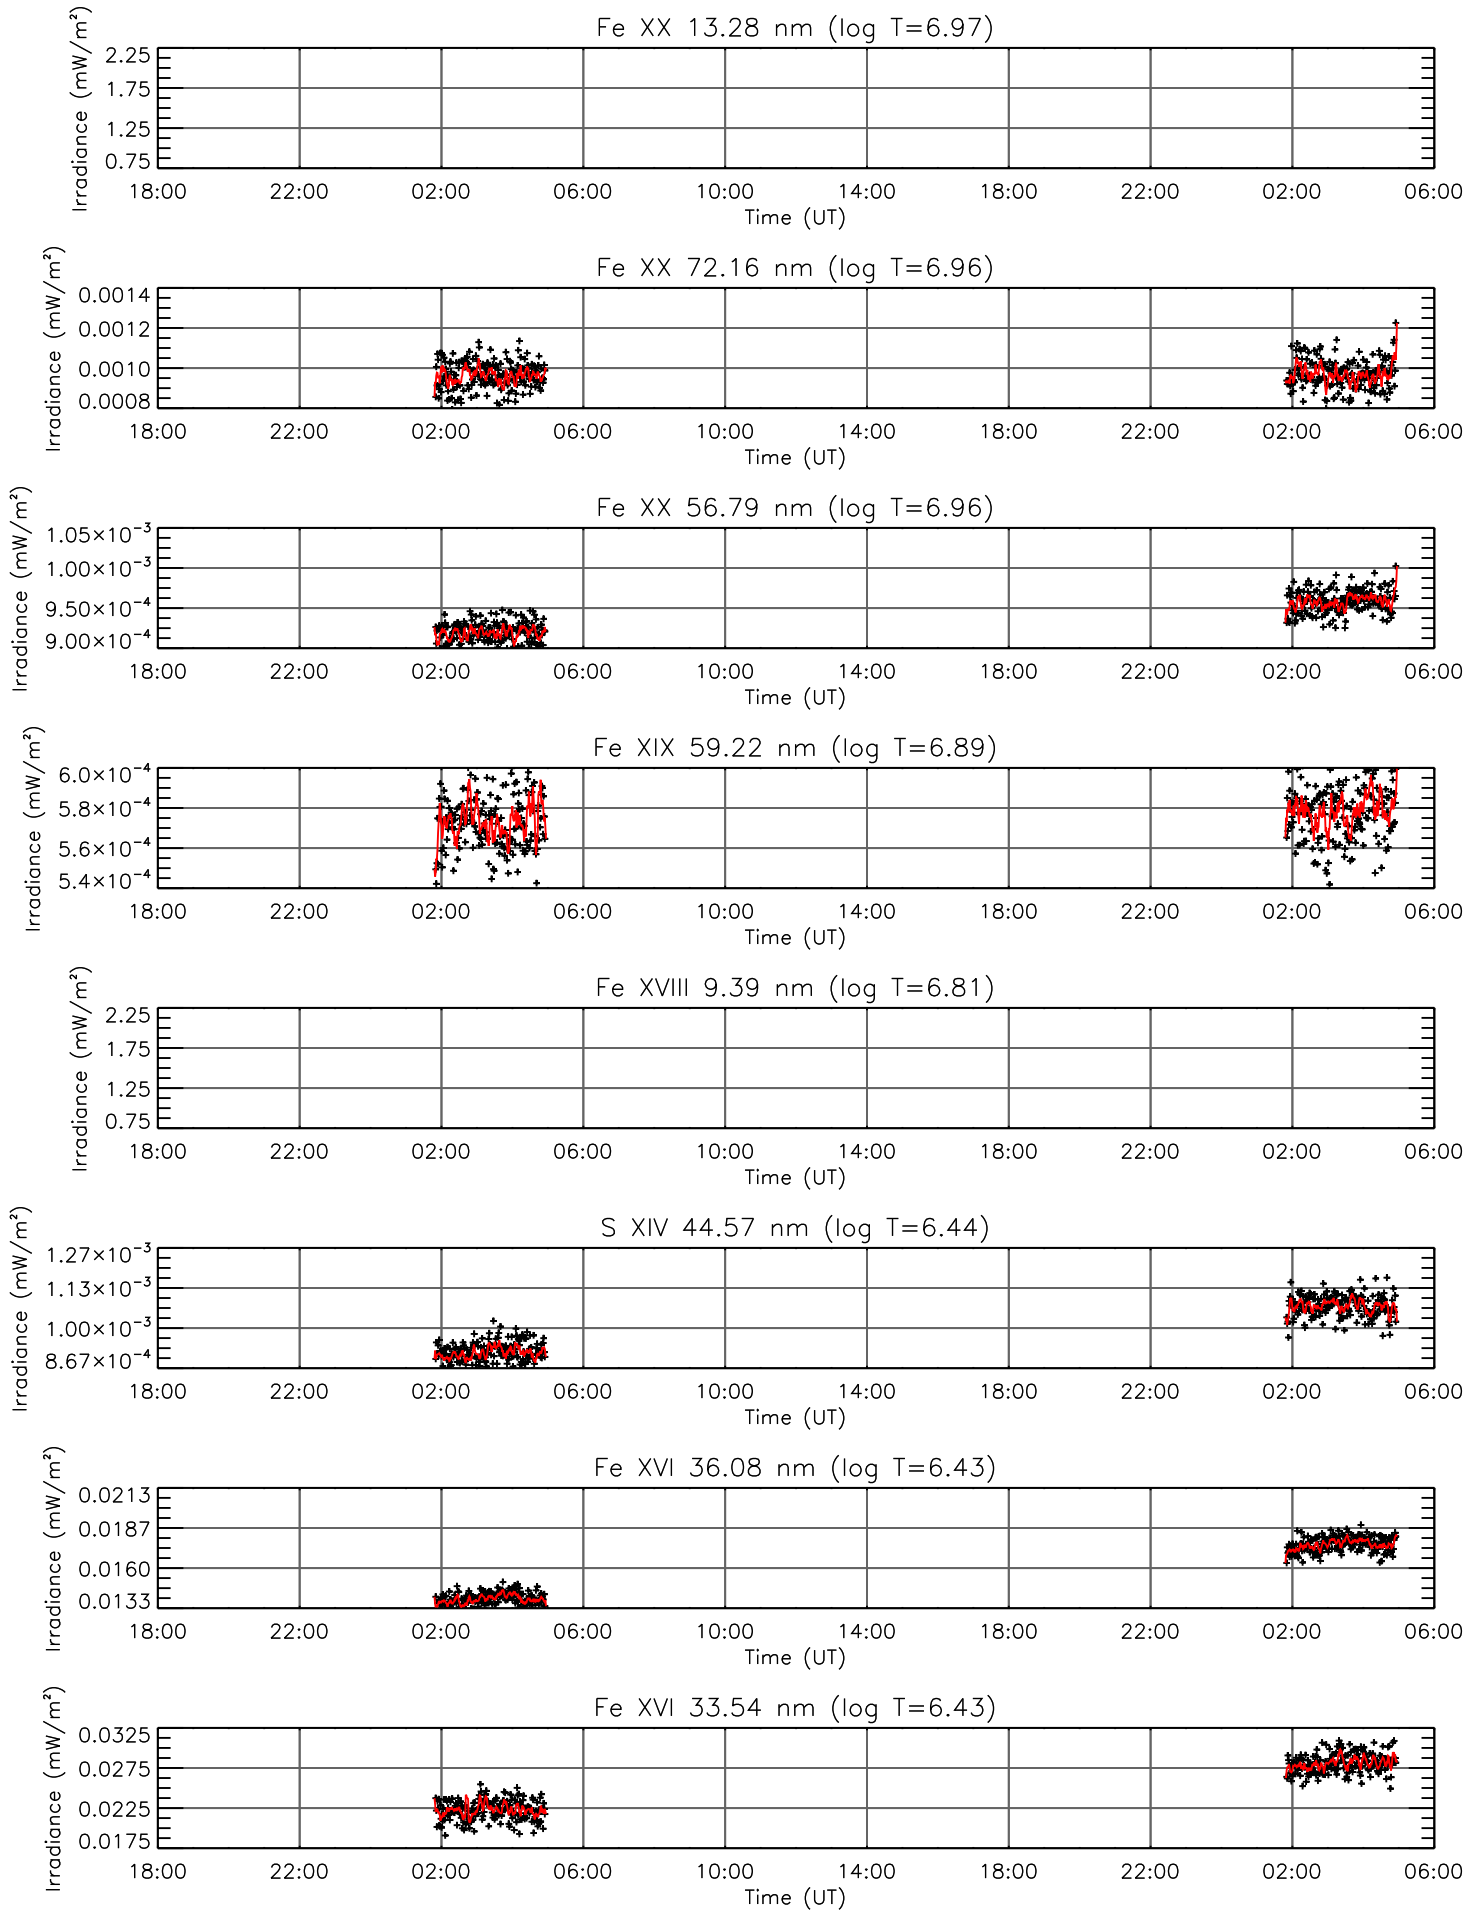 Fe XX 13.28 nm (log T=6.97)
Irradiance (mW/m²)
2.25
1.75
1.25
0.75
18:00 22:00 02:00 06:00 10:00 14:00 18:00 22:00 02:00 06:00
Time (UT)
Fe XX 72.16 nm (log T=6.96)
Irradiance (mW/m²)
0.0014
0.0012
0.0010
0.0008
18:00 22:00 02:00 06:00 10:00 14:00 18:00 22:00 02:00 06:00
Time (UT)
Fe XX 56.79 nm (log T=6.96)
Irradiance (mW/m²)
1.05×10⁻³
1.00×10⁻³
9.50×10⁻⁴
9.00×10⁻⁴
18:00 22:00 02:00 06:00 10:00 14:00 18:00 22:00 02:00 06:00
Time (UT)
Fe XIX 59.22 nm (log T=6.89)
Irradiance (mW/m²)
6.0×10⁻⁴
5.8×10⁻⁴
5.6×10⁻⁴
5.4×10⁻⁴
18:00 22:00 02:00 06:00 10:00 14:00 18:00 22:00 02:00 06:00
Time (UT)
Fe XVIII 9.39 nm (log T=6.81)
Irradiance (mW/m²)
2.25
1.75
1.25
0.75
18:00 22:00 02:00 06:00 10:00 14:00 18:00 22:00 02:00 06:00
Time (UT)
S XIV 44.57 nm (log T=6.44)
Irradiance (mW/m²)
1.27×10⁻³
1.13×10⁻³
1.00×10⁻³
8.67×10⁻⁴
18:00 22:00 02:00 06:00 10:00 14:00 18:00 22:00 02:00 06:00
Time (UT)
Fe XVI 36.08 nm (log T=6.43)
Irradiance (mW/m²)
0.0213
0.0187
0.0160
0.0133
18:00 22:00 02:00 06:00 10:00 14:00 18:00 22:00 02:00 06:00
Time (UT)
Fe XVI 33.54 nm (log T=6.43)
Irradiance (mW/m²)
0.0325
0.0275
0.0225
0.0175
18:00 22:00 02:00 06:00 10:00 14:00 18:00 22:00 02:00 06:00
Time (UT)